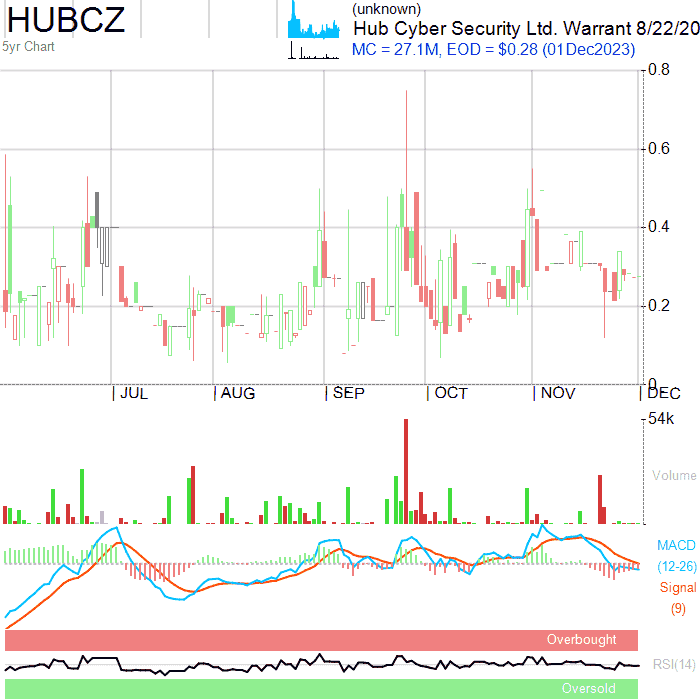 HUBCZ
(unknown)
Hub Cyber Security Ltd. Warrant 8/22/20
5yr Chart
MC = 27.1M, EOD = $0.28 (01Dec2023)
0.8
0.6
0.4
0.2
0
JUL AUG SEP OCT NOV DEC
54k
Volume
MACD
(12-26)
Signal
(9)
Overbought
RSI(14)
Oversold